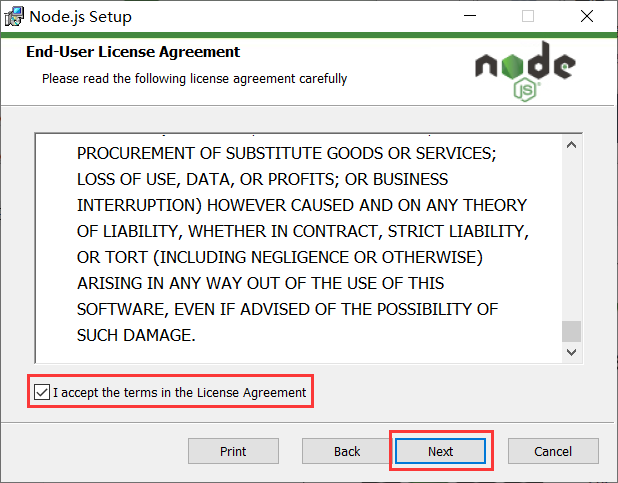 Node.js Setup
End-User License Agreement
Please read the following license agreement carefully
node
JS
PROCUREMENT OF SUBSTITUTE GOODS OR SERVICES;
LOSS OF USE, DATA, OR PROFITS; OR BUSINESS
INTERRUPTION) HOWEVER CAUSED AND ON ANY THEORY
OF LIABILITY, WHETHER IN CONTRACT, STRICT LIABILITY,
OR TORT (INCLUDING NEGLIGENCE OR OTHERWISE)
ARISING IN ANY WAY OUT OF THE USE OF THIS
SOFTWARE, EVEN IF ADVISED OF THE POSSIBILITY OF
SUCH DAMAGE.
I accept the terms in the License Agreement
Print
Back
Next
Cancel